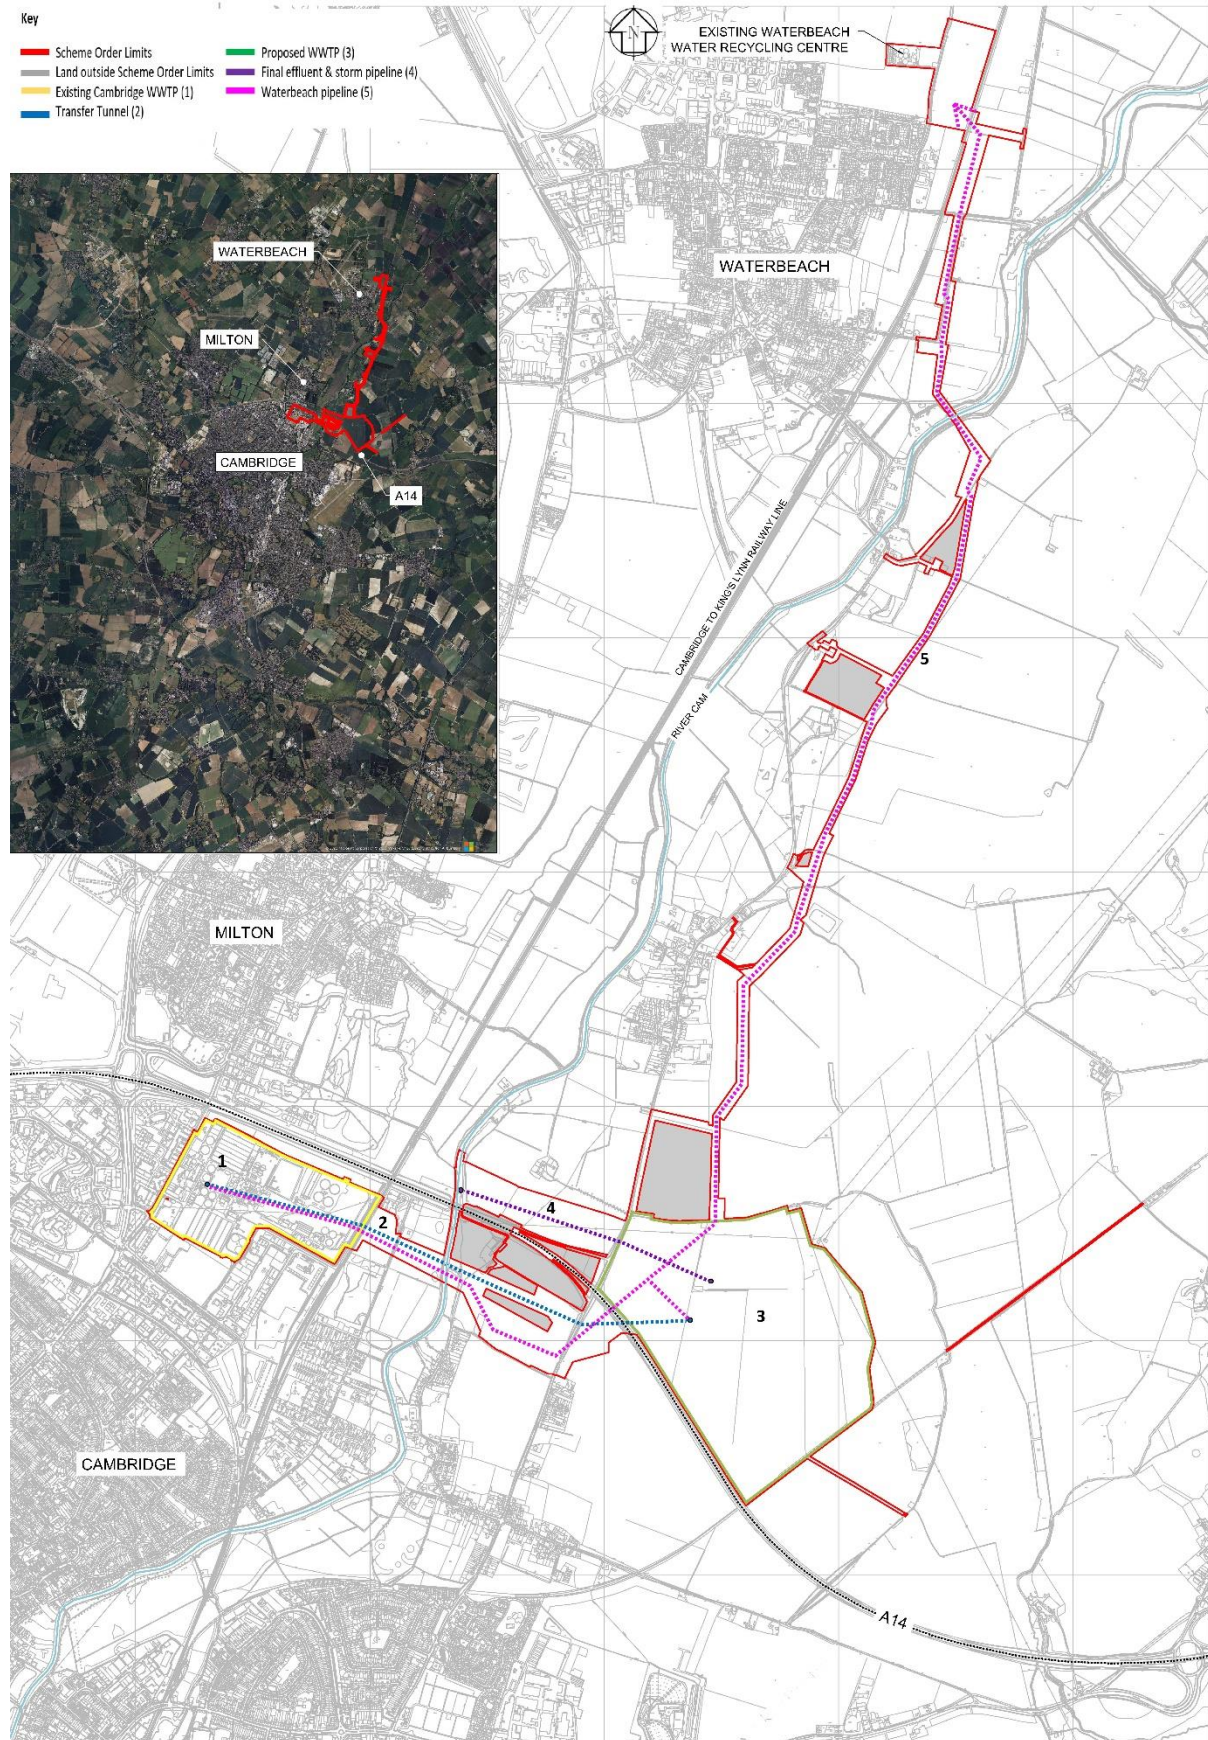 Key
Scheme Order Limits
Land outside Scheme Order Limits
Existing Cambridge WWTP (1)
Transfer Tunnel (2)
Proposed WWTP (3)
Final effluent & storm pipeline (4)
Waterbeach pipeline (5)
N
EXISTING WATERBEACH
WATER RECYCLING CENTRE
WATERBEACH
MILTON
CAMBRIDGE
A14
WATERBEACH
CAMBRIDGE TO KING'S LYNN RAILWAY LINE
RIVER CAM
5
MILTON
1
2
4
3
CAMBRIDGE
A14